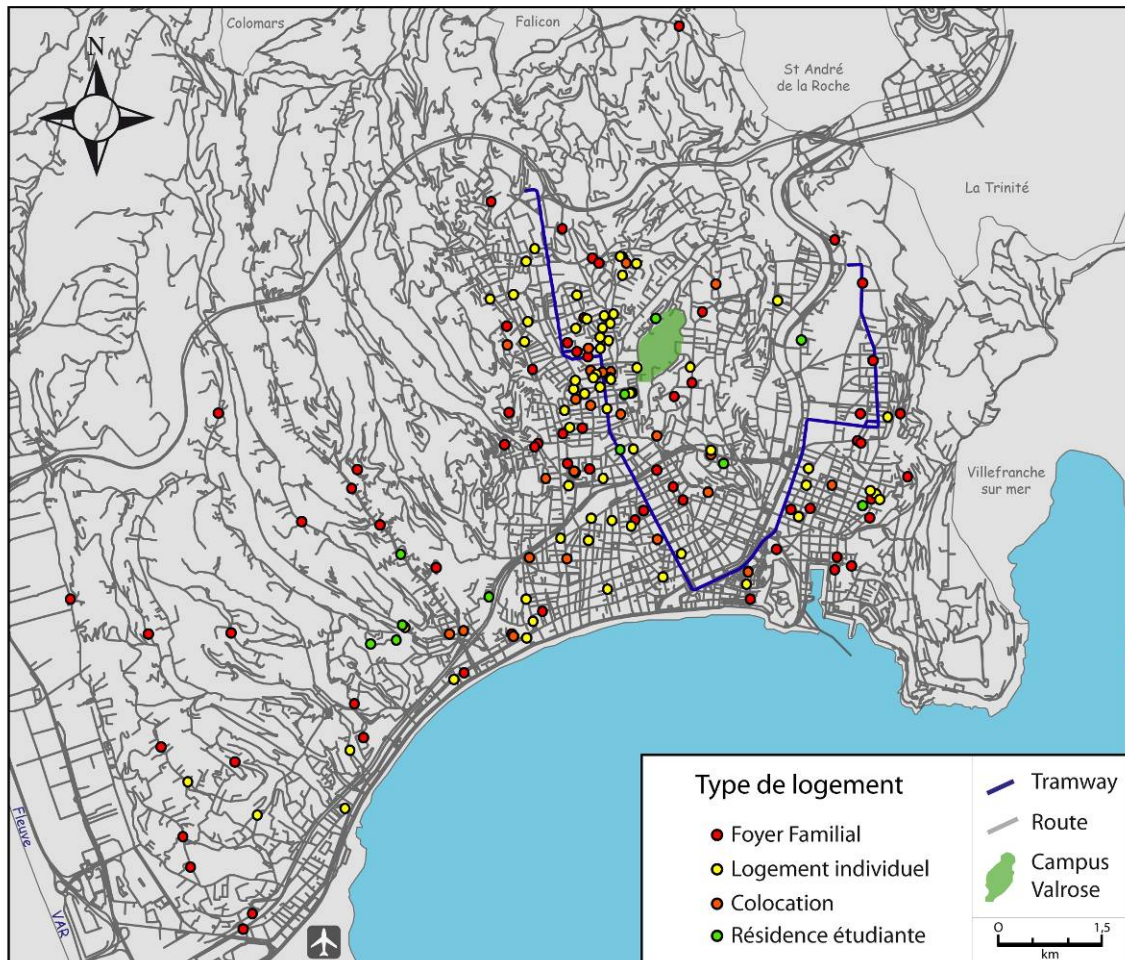 Colomars
Falicon
N
St André
de la Roche
La Trinité
Villefranche
sur mer
Fleuve
VAR
Type de logement
Foyer Familial
Logement individuel
Colocation
Résidence étudiante
Tramway
Route
Campus
Valrose
0 1,5
km